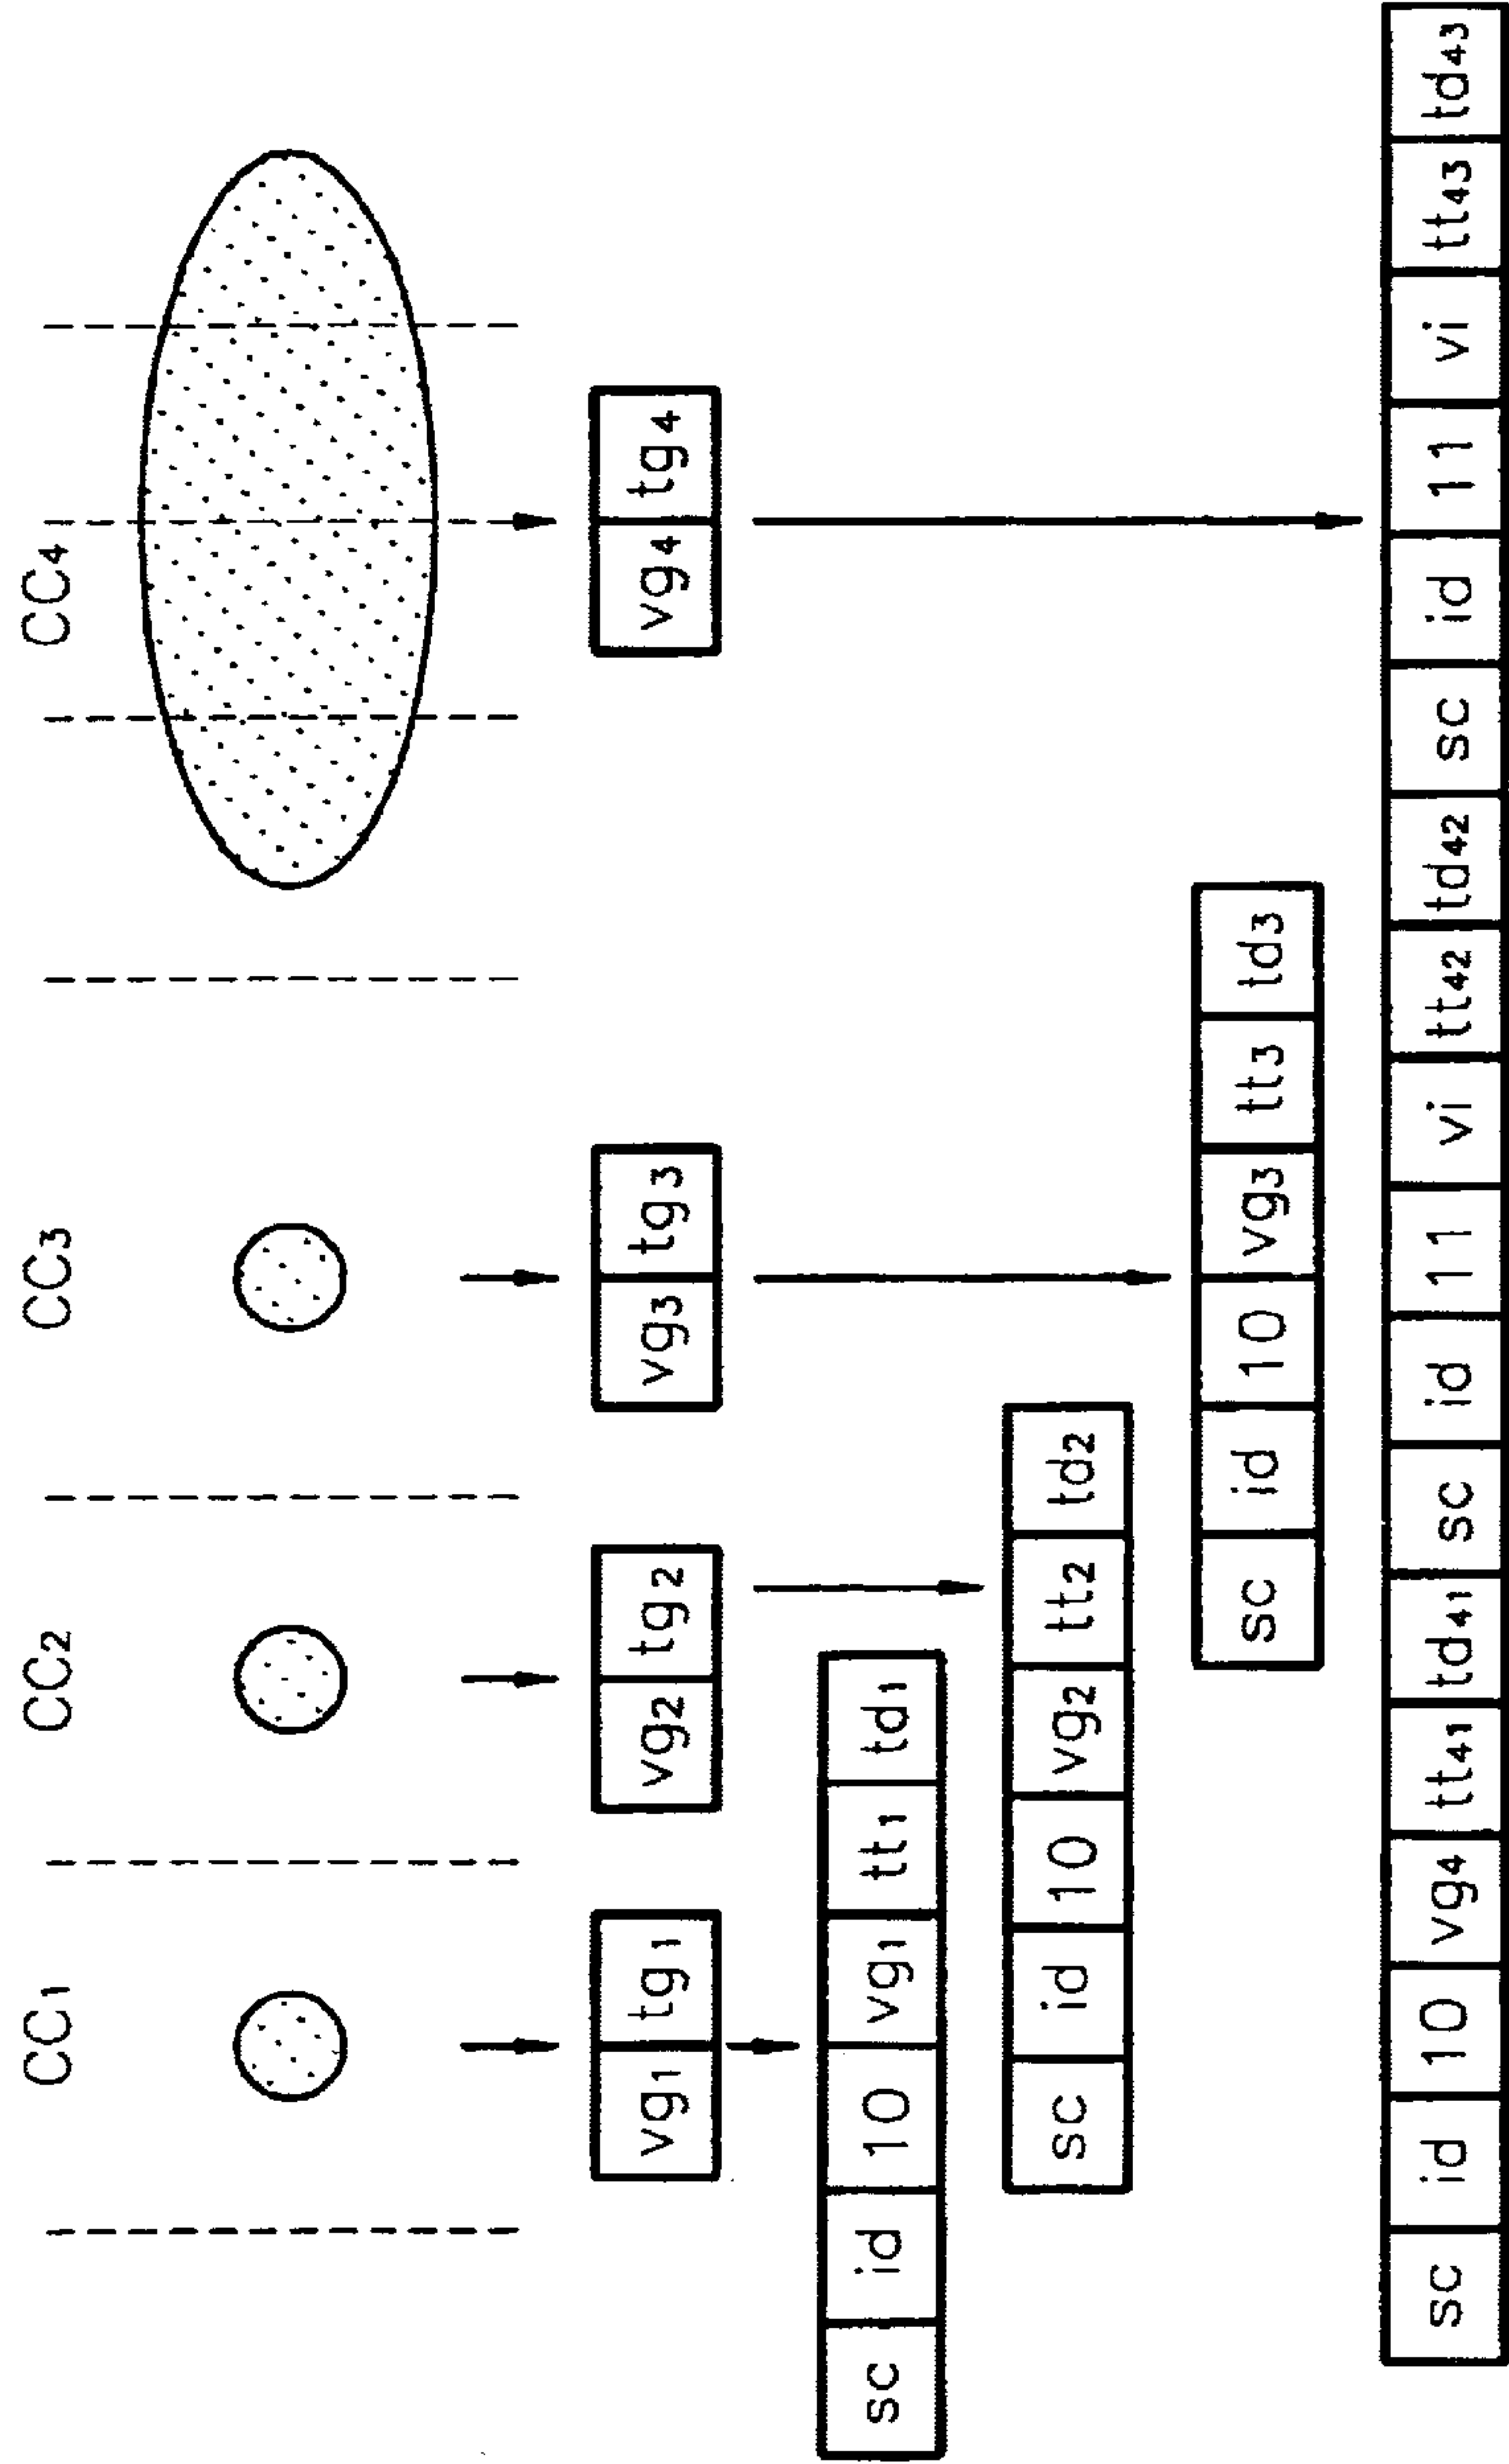 CC1 CC2 CC3 CC4
vg1 tg1 vg2 tg2 vg3 tg3 vg4 tg4
sc id 10 vg1 tt1 td1
sc id 10 vg2 tt2 td2
sc id 10 vg3 tt3 td3
sc id 10 vg4 tt41 td41 sc id 11 vi tt42 td42 sc id 11 vi tt43 td43